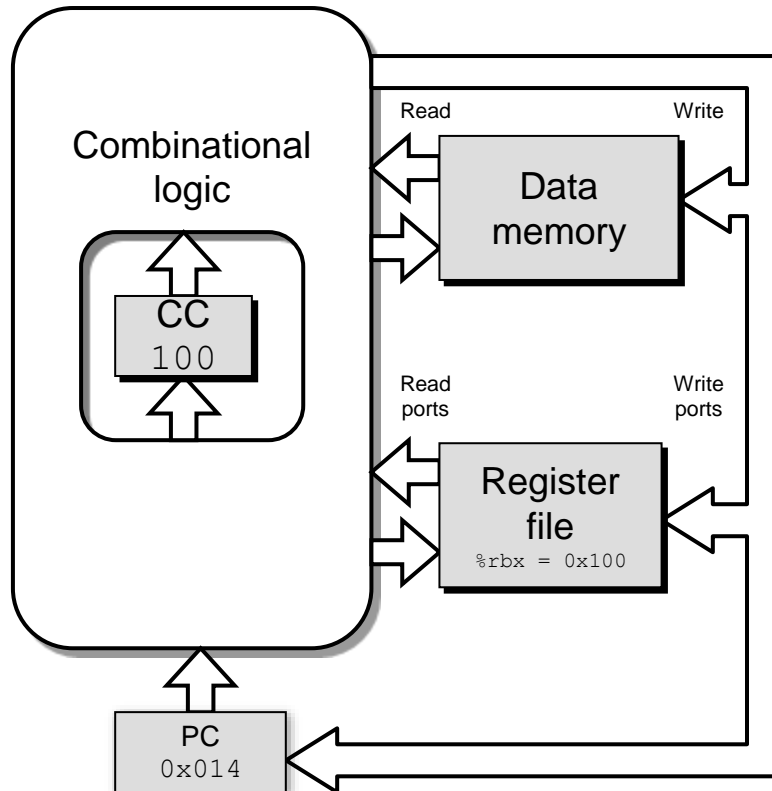 Combinational
logic
CC
100
Read
Write
Data
memory
Read
ports
Write
ports
Register
file
%rbx = 0x100
PC
0x014